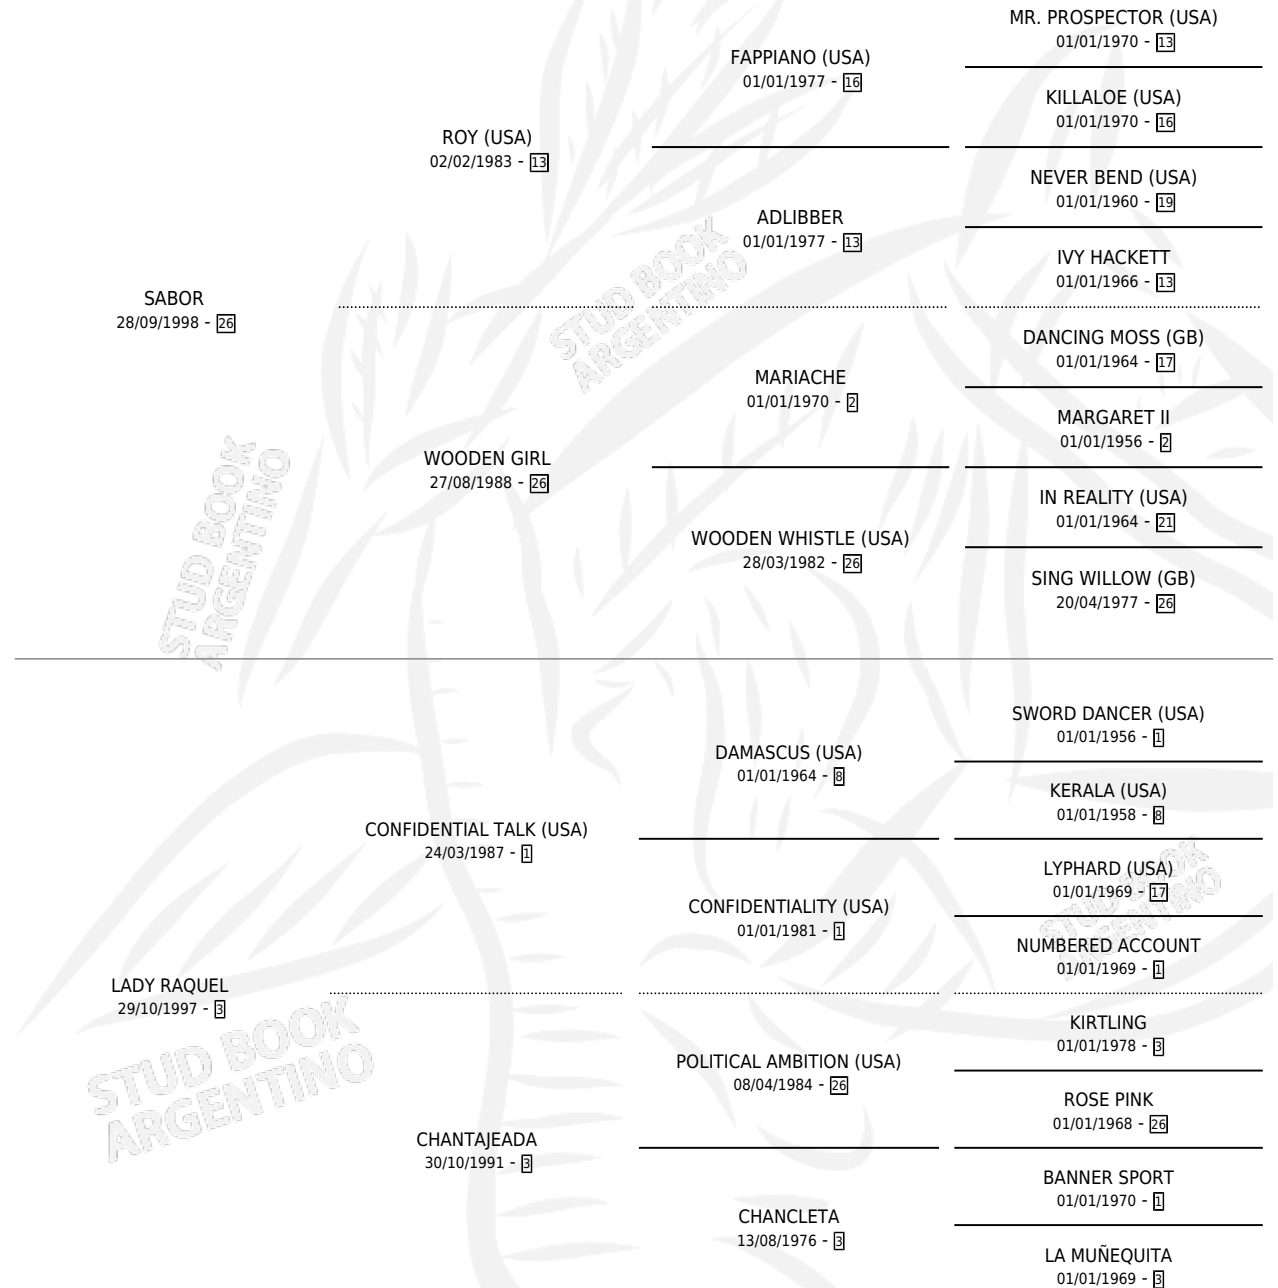 MR. PROSPECTOR (USA)
01/01/1970 - 13
FAPPIANO (USA)
01/01/1977 - 16
KILLALOE (USA)
01/01/1970 - 16
ROY (USA)
02/02/1983 - 13
NEVER BEND (USA)
01/01/1960 - 19
ADLIBBER
01/01/1977 - 13
IVY HACKETT
01/01/1966 - 13
SABOR
28/09/1998 - 26
DANCING MOSS (GB)
01/01/1964 - 17
MARIACHE
01/01/1970 - 2
MARGARET II
01/01/1956 - 2
WOODEN GIRL
27/08/1988 - 26
IN REALITY (USA)
01/01/1964 - 21
WOODEN WHISTLE (USA)
28/03/1982 - 26
SING WILLOW (GB)
20/04/1977 - 26
SWORD DANCER (USA)
01/01/1956 - 1
DAMASCUS (USA)
01/01/1964 - 8
KERALA (USA)
01/01/1958 - 8
CONFIDENTIAL TALK (USA)
24/03/1987 - 1
LYPHARD (USA)
01/01/1969 - 17
CONFIDENTIALITY (USA)
01/01/1981 - 1
NUMBERED ACCOUNT
01/01/1969 - 1
LADY RAQUEL
29/10/1997 - 3
KIRTLING
01/01/1978 - 3
POLITICAL AMBITION (USA)
08/04/1984 - 26
ROSE PINK
01/01/1968 - 26
CHANTAJEADA
30/10/1991 - 3
BANNER SPORT
01/01/1970 - 1
CHANCLETA
13/08/1976 - 3
LA MUÑEQUITA
01/01/1969 - 3
STUD BOOK
ARGENTINO
STUD BOOK
ARGENTINO
STUD BOOK
ARGENTINO
STUD BOOK
ARGENTINO